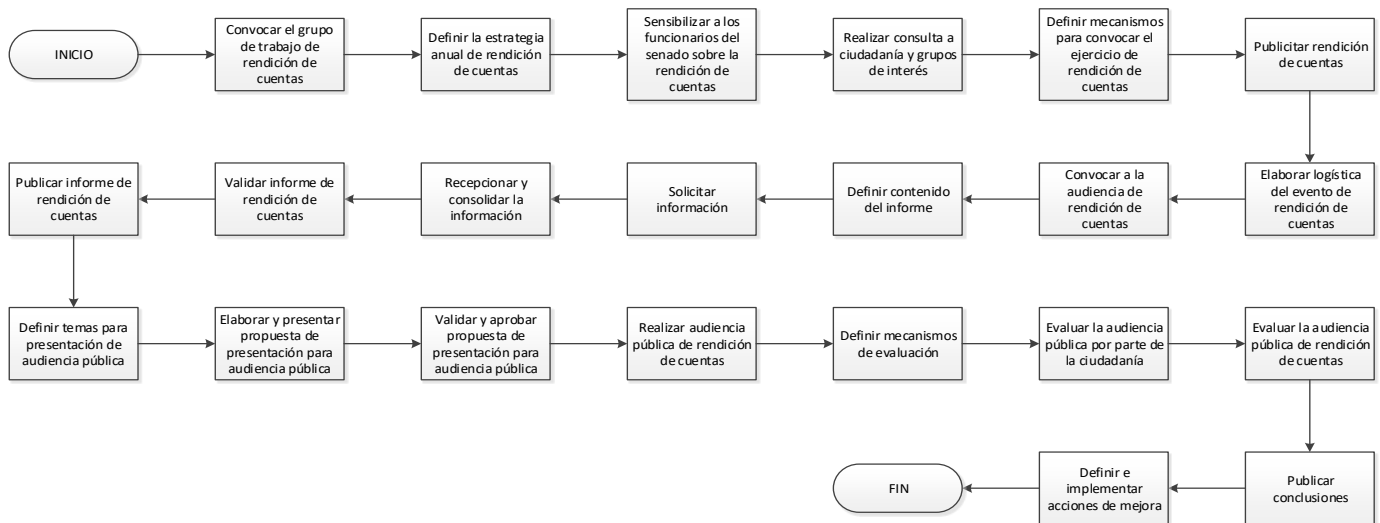 INICIO
Convocar el grupo
de trabajo de
rendición de
cuentas
Definir la estrategia
anual de rendición
de cuentas
Sensibilizar a los
funcionarios del
senado sobre la
rendición de
cuentas
Realizar consulta a
ciudadanía y grupos
de interés
Definir mecanismos
para convocar el
ejercicio de
rendición de
cuentas
Publicitar rendición
de cuentas
Elaborar logística
del evento de
rendición de
cuentas
Convocar a la
audiencia de
rendición de
cuentas
Definir contenido
del informe
Solicitar
información
Recepcionar y
consolidar la
información
Validar informe de
rendición de
cuentas
Publicar informe de
rendición de
cuentas
Definir temas para
presentación de
audiencia pública
Elaborar y presentar
propuesta de
presentación para
audiencia pública
Validar y aprobar
propuesta de
presentación para
audiencia pública
Realizar audiencia
pública de rendición
de cuentas
Definir mecanismos
de evaluación
Evaluar la audiencia
pública por parte de
la ciudadanía
Evaluar la audiencia
pública de rendición
de cuentas
Publicar
conclusiones
Definir e
implementar
acciones de mejora
FIN